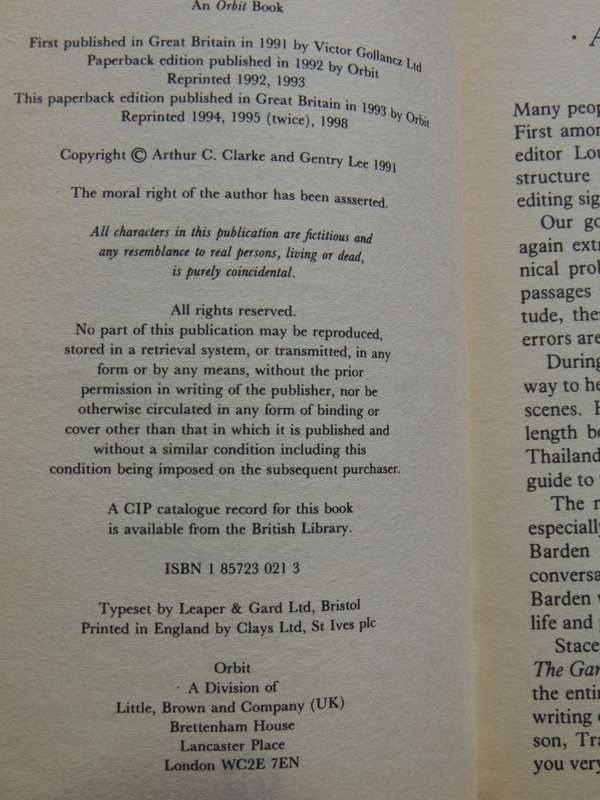 An Orbit Book
First published in Great Britain in 1991 by Victor Gollancz Ltd
Paperback edition published in 1992 by Orbit
Reprinted 1992, 1993
This paperback edition published in Great Britain in 1993 by Orbit
Reprinted 1994, 1995 (twice), 1998
Copyright © Arthur C. Clarke and Gentry Lee 1991
The moral right of the author has been assserted.
All characters in this publication are fictitious and
any resemblance to real persons, living or dead,
is purely coincidental.
All rights reserved.
No part of this publication may be reproduced,
stored in a retrieval system, or transmitted, in any
form or by any means, without the prior
permission in writing of the publisher, nor be
otherwise circulated in any form of binding or
cover other than that in which it is published and
without a similar condition including this
condition being imposed on the subsequent purchaser.
A CIP catalogue record for this book
is available from the British Library.
ISBN 1 85723 021 3
Typeset by Leaper & Gard Ltd, Bristol
Printed in England by Clays Ltd, St Ives plc
Orbit
A Division of
Little, Brown and Company (UK)
Brettenham House
Lancaster Place
London WC2E 7EN
Many peop
First amon
editor Lou
structure
editing sig
Our go
again extr
nical prob
passages
tude, the
errors are
During
way to he
scenes. H
length bo
Thailand
guide to
The n
especially
Barden
conversa
Barden w
life and
Stace
The Gar
the entir
writing
son, Tra
you very